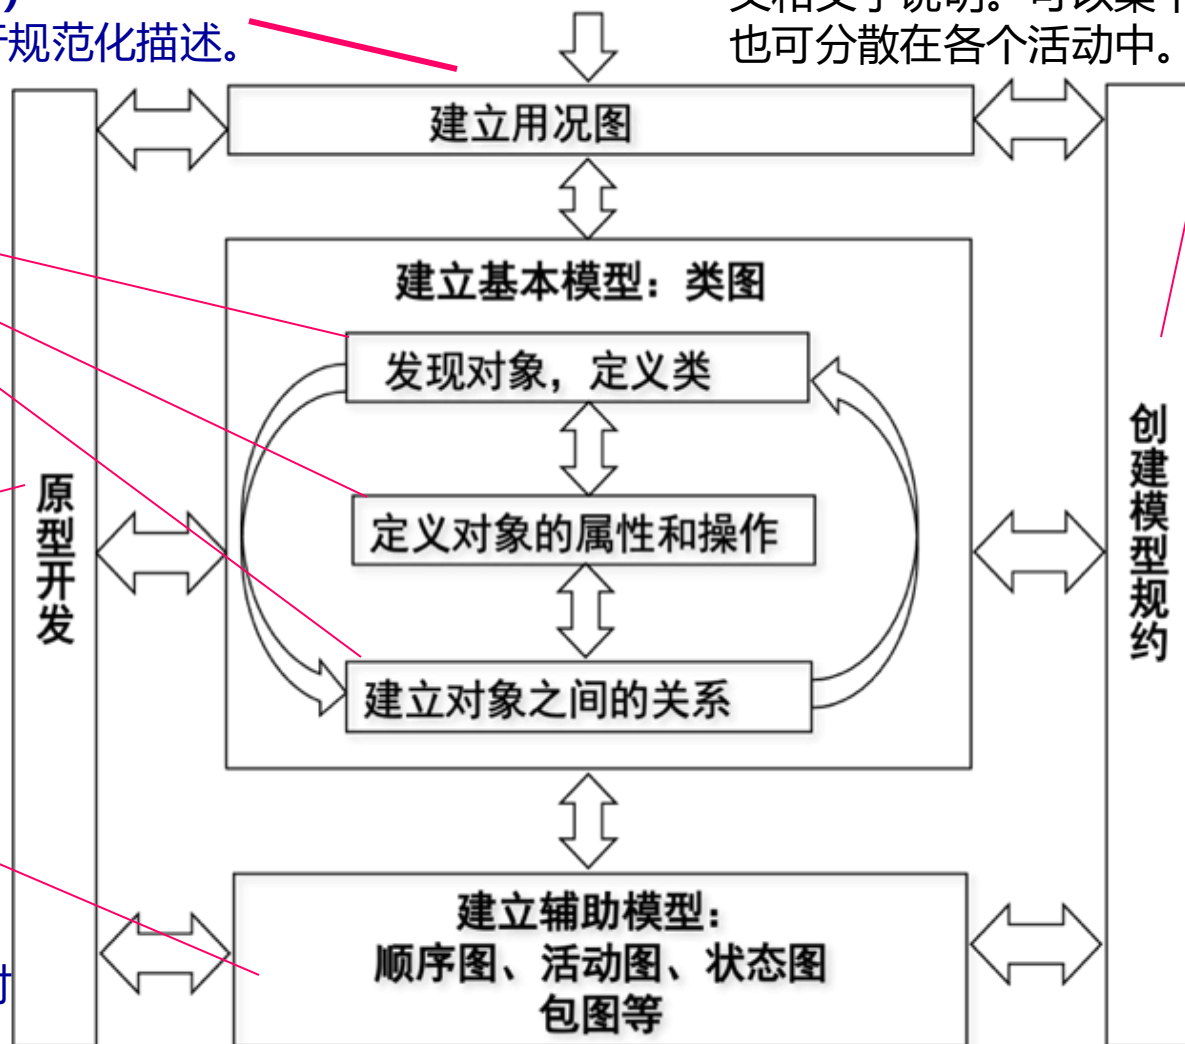 行规范化描述。
也可分散在各个活动中。
建立用况图
建立基本模型：类图
发现对象，定义类
定义对象的属性和操作
建立对象之间的关系
原型开发
创建模型规约
建立辅助模型：
顺序图、活动图、状态图
包图等